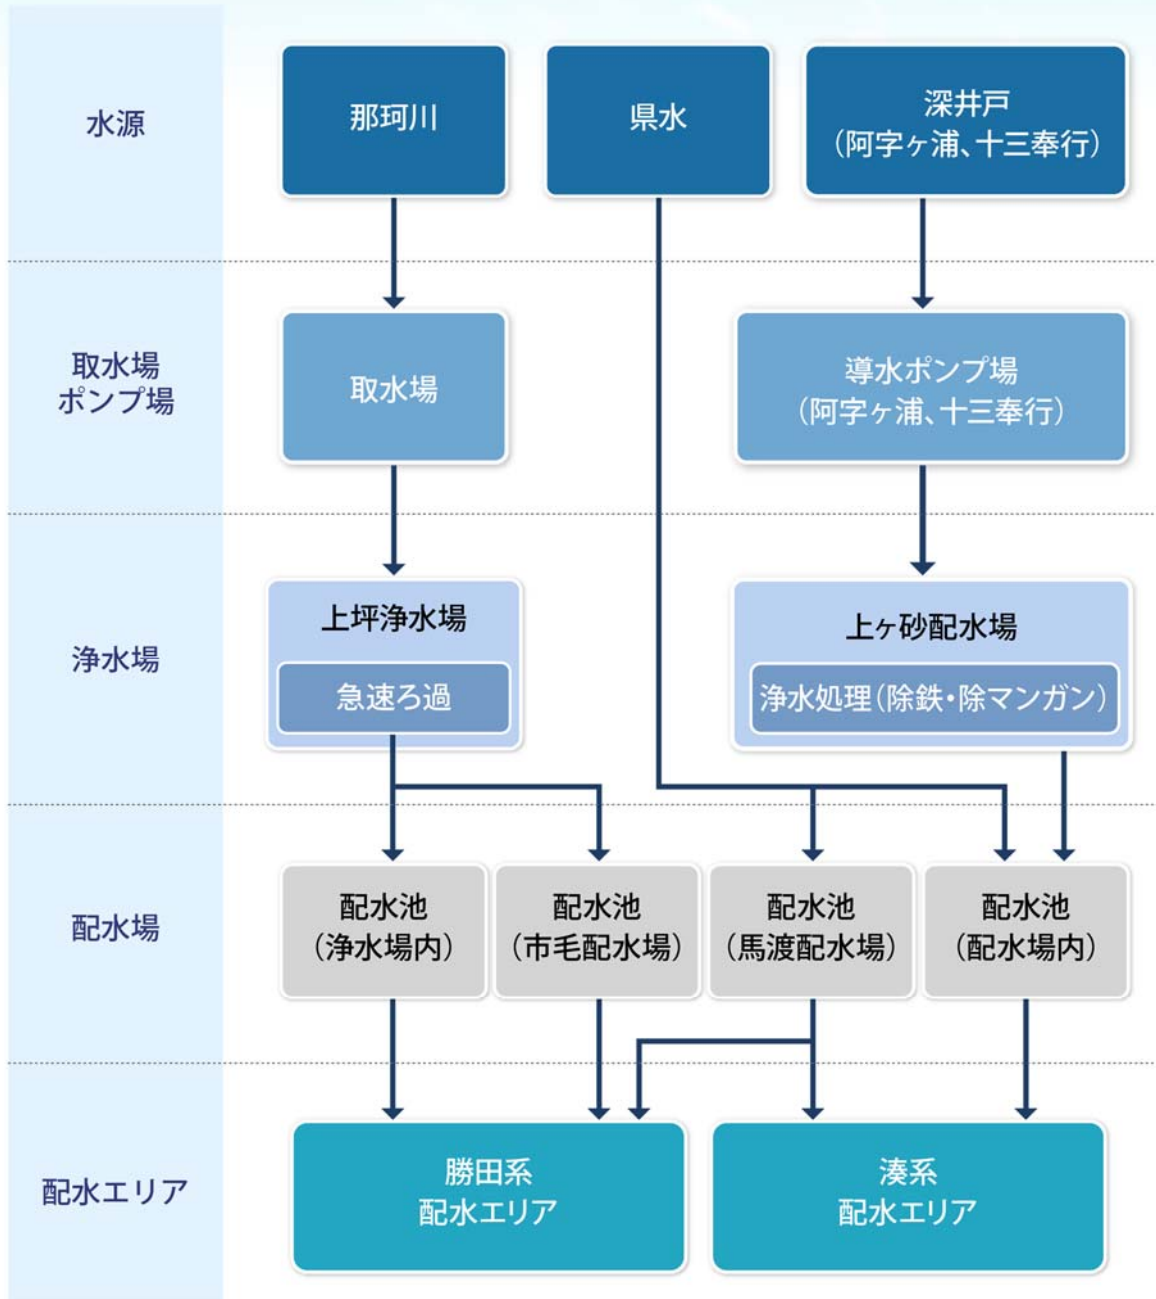 水源
那珂川
県水
深井戸
（阿字ヶ浦、十三奉行）
取水場
ポンプ場
取水場
導水ポンプ場
（阿字ヶ浦、十三奉行）
浄水場
上坪浄水場
急速ろ過
上ヶ砂配水場
浄水処理（除鉄・除マンガン）
配水場
配水池
（浄水場内）
配水池
（市毛配水場）
配水池
（馬渡配水場）
配水池
（配水場内）
配水エリア
勝田系
配水エリア
湊系
配水エリア